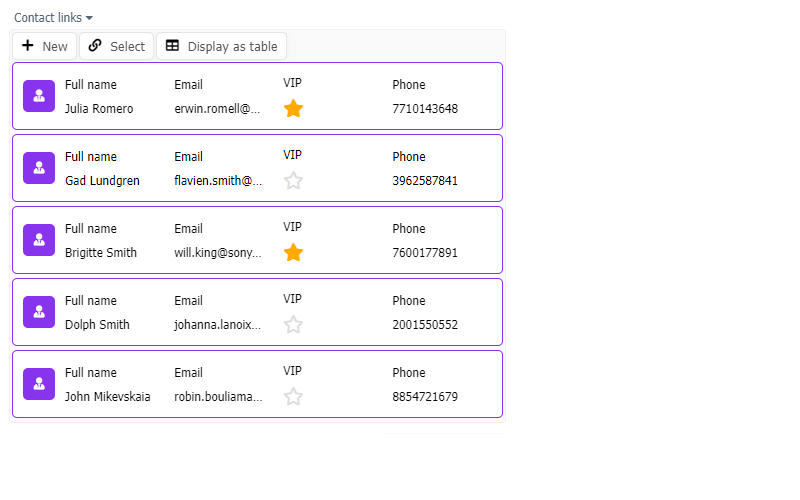 Contact links
New Select Display as table
Full name Email VIP Phone
Julia Romero erwin.romell@... 7710143648
Full name Email VIP Phone
Gad Lundgren flavien.smith@... 3962587841
Full name Email VIP Phone
Brigitte Smith will.king@sony... 7600177891
Full name Email VIP Phone
Dolph Smith johanna.lanoix... 2001550552
Full name Email VIP Phone
John Mikevskaia robin.bouliama... 8854721679